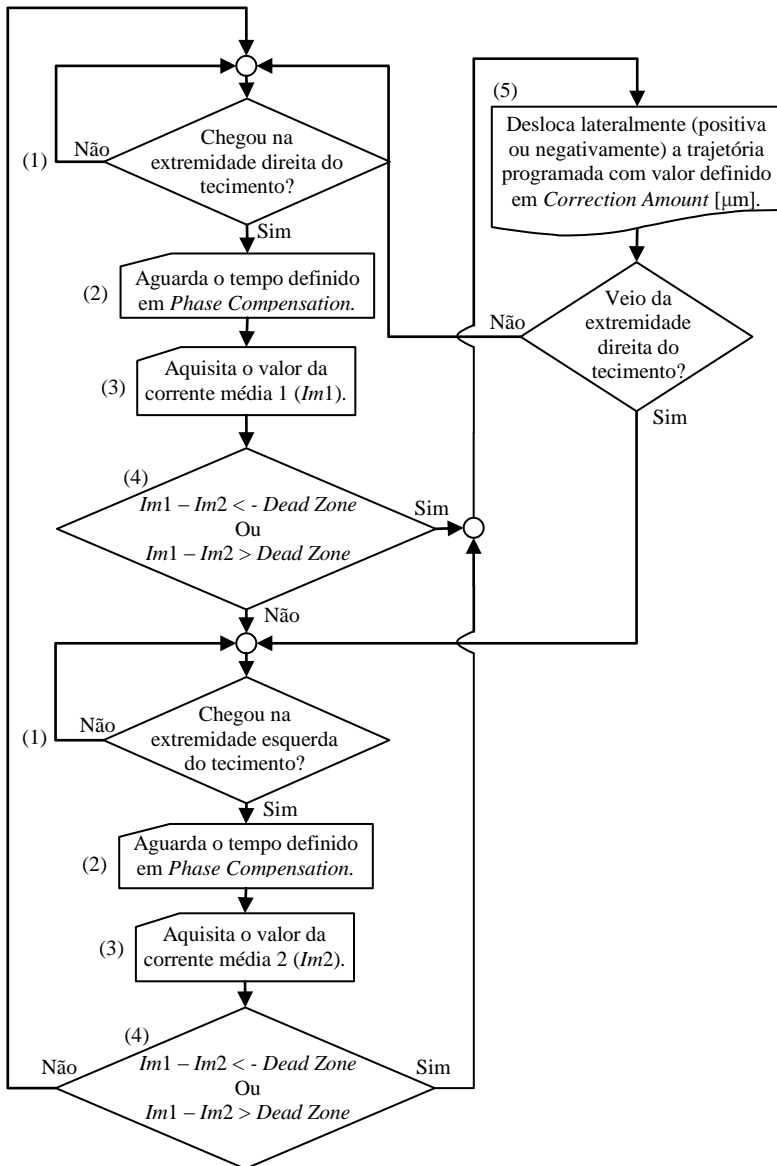 (1)
Não
Chegou na
extremidade direita do
tecimento?
Sim
(2)
Aguarda o tempo definido
em Phase Compensation.
(3)
Aquisita o valor da
corrente média 1 (Im1).
(4)
Im1 – Im2 < - Dead Zone
Ou
Im1 – Im2 > Dead Zone
Sim
Não
(5)
Desloca lateralmente (positiva
ou negativamente) a trajetória
programada com valor definido
em Correction Amount [μm].
Não
Veio da
extremidade
direita do
tecimento?
Sim
(1)
Não
Chegou na
extremidade esquerda
do tecimento?
Sim
(2)
Aguarda o tempo definido
em Phase Compensation.
(3)
Aquisita o valor da
corrente média 2 (Im2).
(4)
Não
Im1 – Im2 < - Dead Zone
Ou
Im1 – Im2 > Dead Zone
Sim